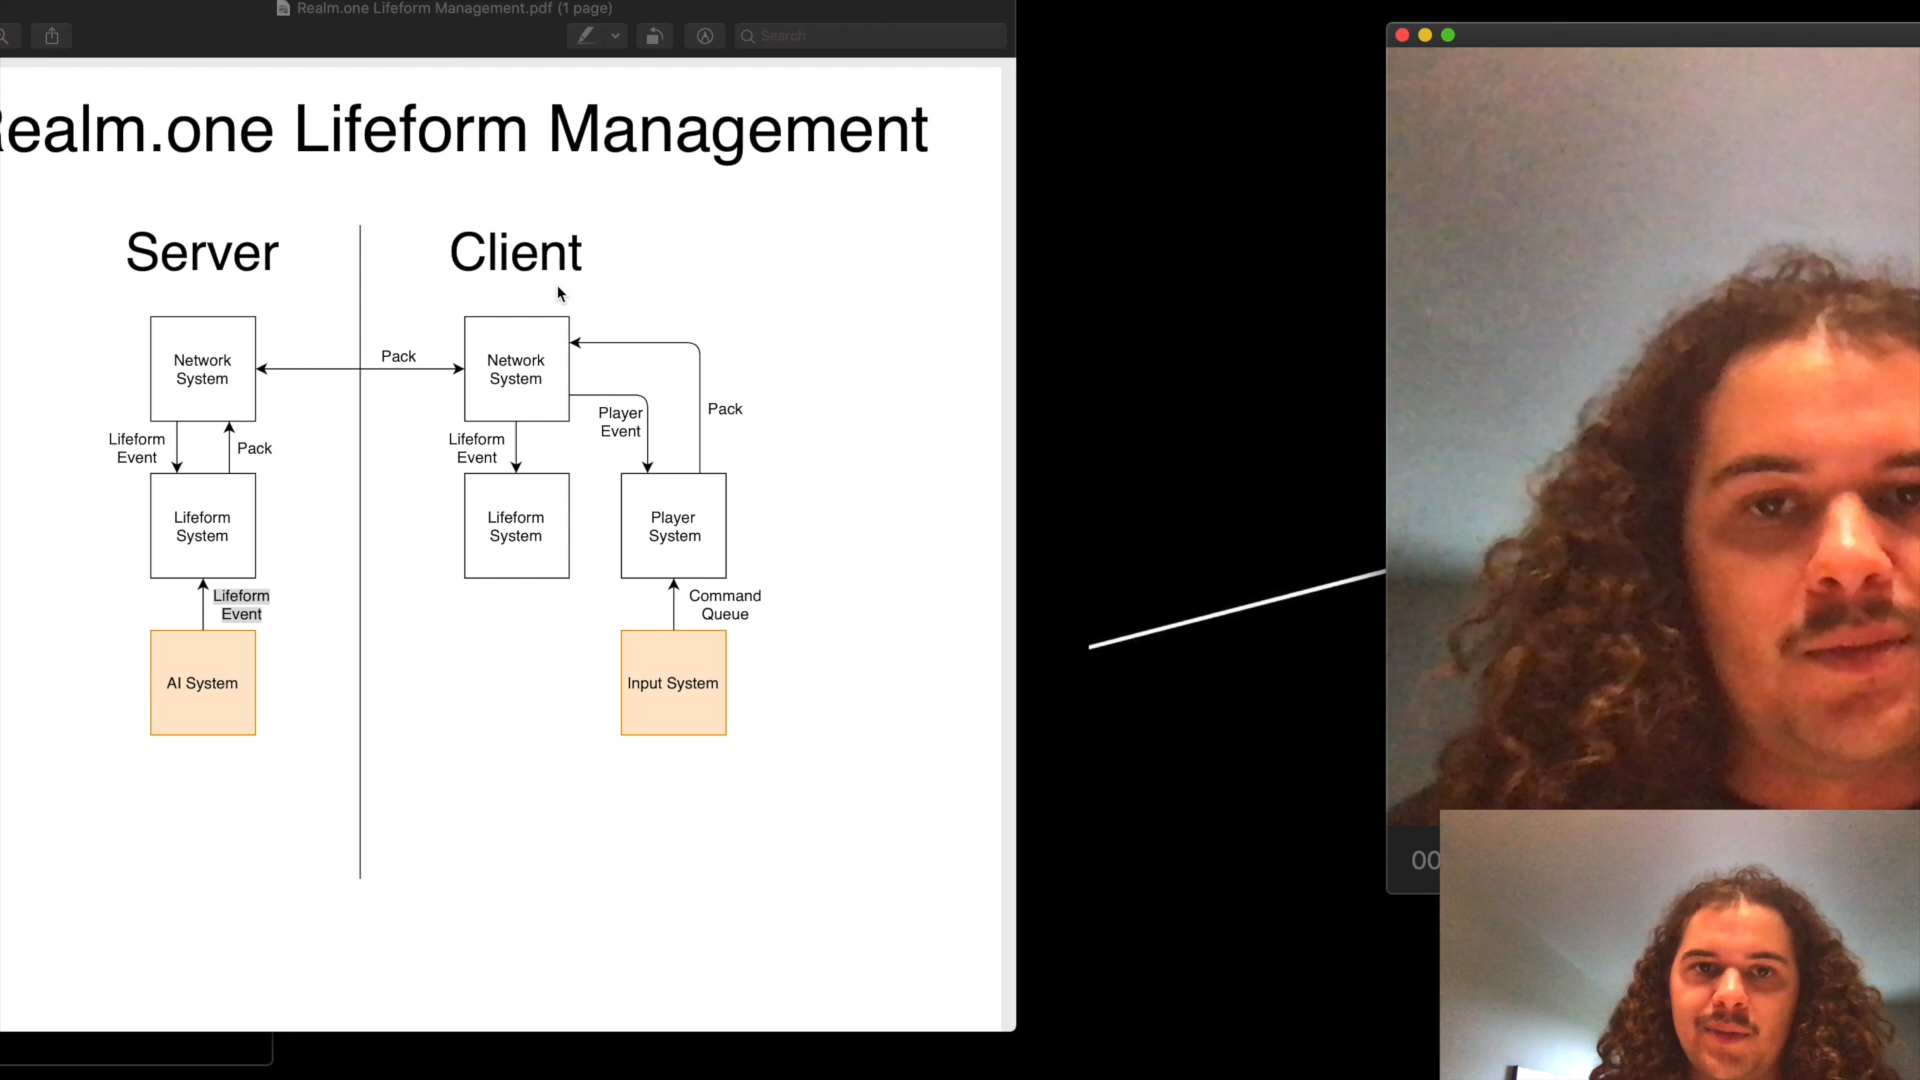 Realm.one Lifeform Management.pdf (1 page)
Search
Realm.one Lifeform Management
Server
Client
Network
System
Pack
Network
System
Player
Event
Pack
Lifeform
Event
Pack
Lifeform
Event
Lifeform
System
Lifeform
System
Player
System
Lifeform
Event
Command
Queue
AI System
Input System
00